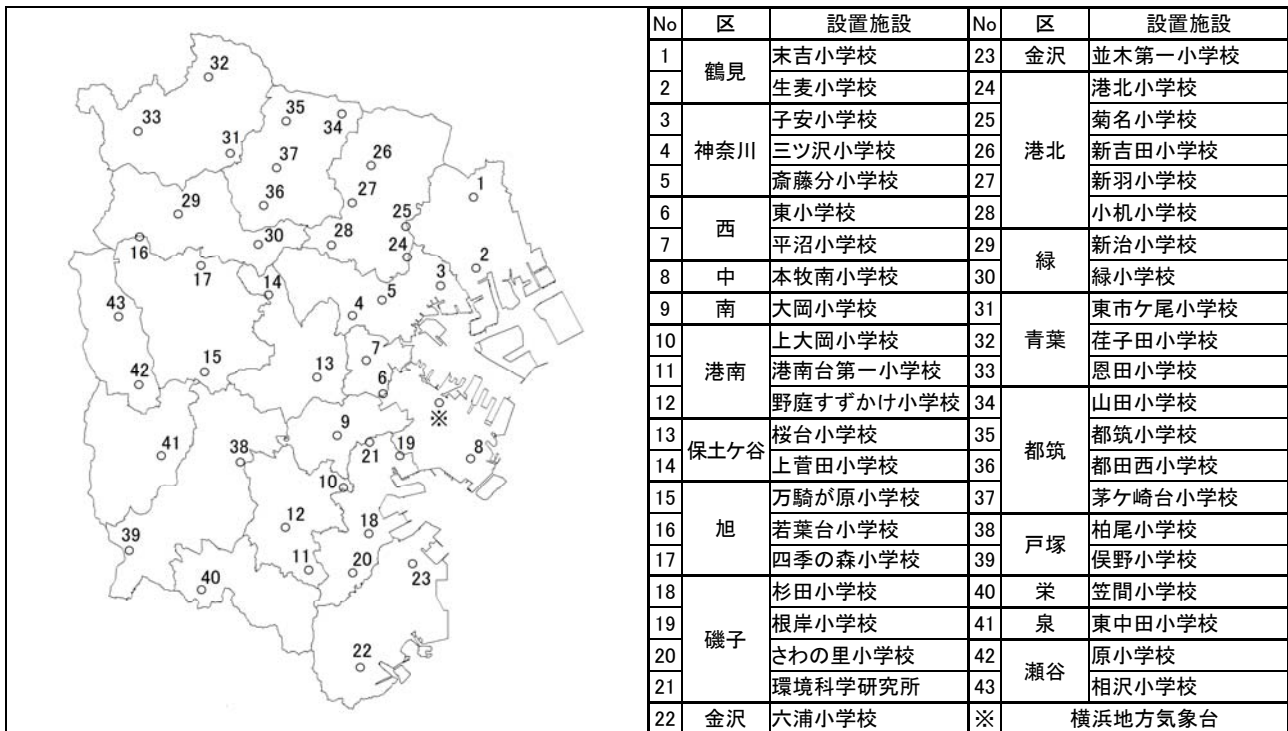 No 区 設置施設 No 区 設置施設
1 鶴見 末吉小学校 23 金沢 並木第一小学校
2 生麦小学校 24 港北 港北小学校
3 神奈川 子安小学校 25 菊名小学校
4 三ツ沢小学校 26 新吉田小学校
5 斎藤分小学校 27 新羽小学校
6 西 東小学校 28 小机小学校
7 平沼小学校 29 緑 新治小学校
8 中 本牧南小学校 30 緑小学校
9 南 大岡小学校 31 青葉 東市ケ尾小学校
10 港南 上大岡小学校 32 荏子田小学校
11 港南台第一小学校 33 恩田小学校
12 野庭すずかけ小学校 34 都筑 山田小学校
13 保土ケ谷 桜台小学校 35 都筑小学校
14 上菅田小学校 36 都田西小学校
15 旭 万騎が原小学校 37 茅ケ崎台小学校
16 若葉台小学校 38 戸塚 柏尾小学校
17 四季の森小学校 39 俣野小学校
18 磯子 杉田小学校 40 栄 笠間小学校
19 根岸小学校 41 泉 東中田小学校
20 さわの里小学校 42 瀬谷 原小学校
21 環境科学研究所 43 相沢小学校
22 金沢 六浦小学校 ※ 横浜地方気象台
32
35
33
34
31
26
37
1
36
27
29
25
30
28
24
16
2
17
3
14
5
43
4
7
15
13
42
6
※
9
41
38
21
19
8
10
12
18
39
11
20
23
40
22